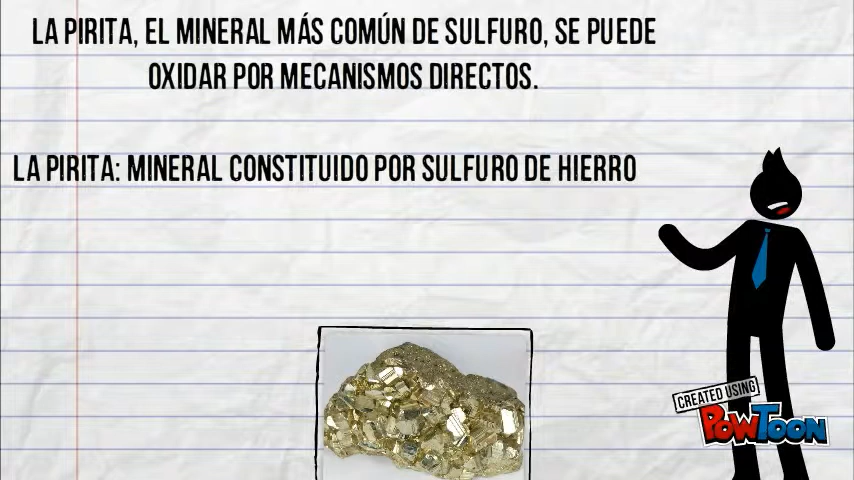 LA PIRITA, EL MINERAL MÁS COMÚN DE SULFURO, SE PUEDE
OXIDAR POR MECANISMOS DIRECTOS.
LA PIRITA: MINERAL CONSTITUIDO POR SULFURO DE HIERRO
CREATED USING
POWTOON